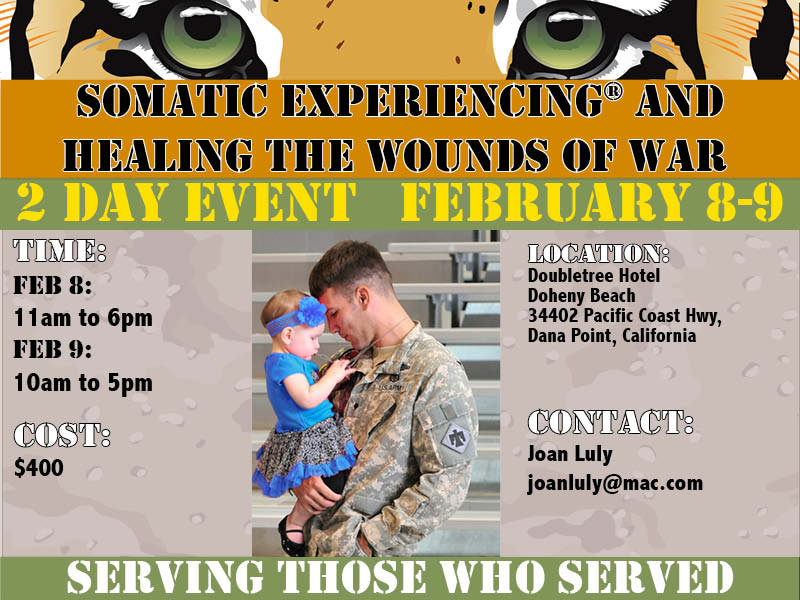 SOMATIC EXPERIENCING® AND
HEALING THE WOUNDS OF WAR
2 DAY EVENT FEBRUARY 8-9
TIME:
FEB 8:
11am to 6pm
FEB 9:
10am to 5pm
COST:
$400
U.S. ARMY
LOCATION:
Doubletree Hotel
Doheny Beach
34402 Pacific Coast Hwy,
Dana Point, California
CONTACT:
Joan Luly
joanluly@mac.com
SERVING THOSE WHO SERVED